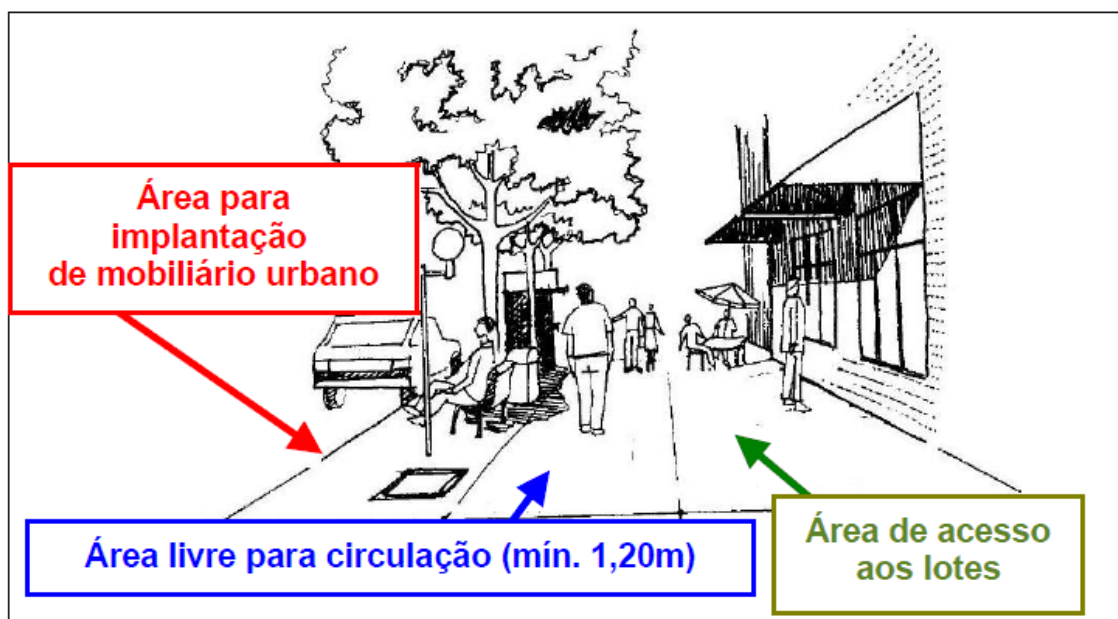 Área para
implantação
de mobiliário urbano
Área livre para circulação (mín. 1,20m)
Área de acesso
aos lotes